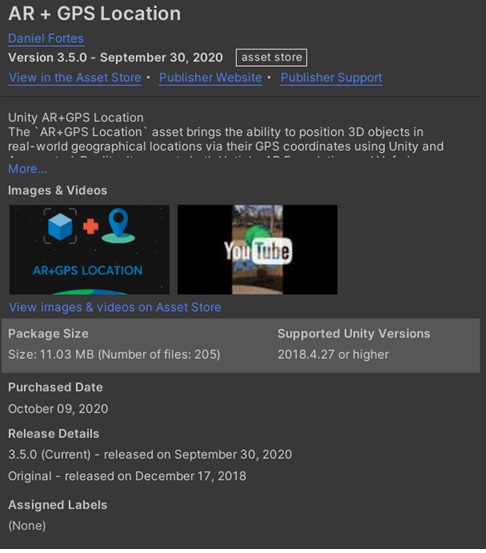 AR + GPS Location
Daniel Fortes
Version 3.5.0 - September 30, 2020 asset store
View in the Asset Store • Publisher Website • Publisher Support
Unity AR+GPS Location
The `AR+GPS Location` asset brings the ability to position 3D objects in
real-world geographical locations via their GPS coordinates using Unity and
More...
Images & Videos
AR+GPS LOCATION
YouTube
View images & videos on Asset Store
Package Size Supported Unity Versions
Size: 11.03 MB (Number of files: 205) 2018.4.27 or higher
Purchased Date
October 09, 2020
Release Details
3.5.0 (Current) - released on September 30, 2020
Original - released on December 17, 2018
Assigned Labels
(None)